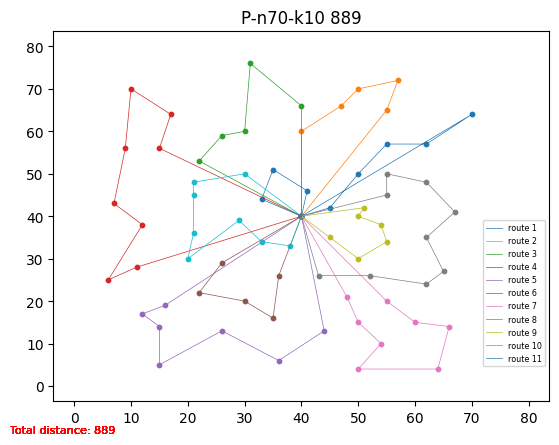 P-n70-k10 889
80
70
60
50
40
30
20
10
0
0 10 20 30 40 50 60 70 80
route 1
route 2
route 3
route 4
route 5
route 6
route 7
route 8
route 9
route 10
route 11
Total distance: 889